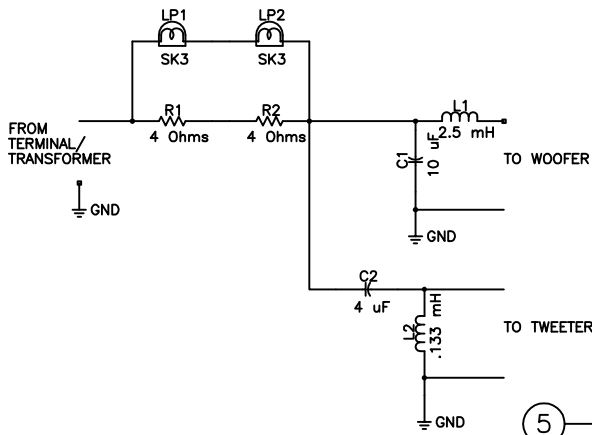 LP1
LP2
SK3
SK3
R1
R2
L1
4 Ohms
4 Ohms
2.5 mH
FROM
TERMINAL/
TRANSFORMER
C1
10 uF
TO WOOFER
GND
GND
C2
4 uF
L2
.133 mH
TO TWEETER
GND
5